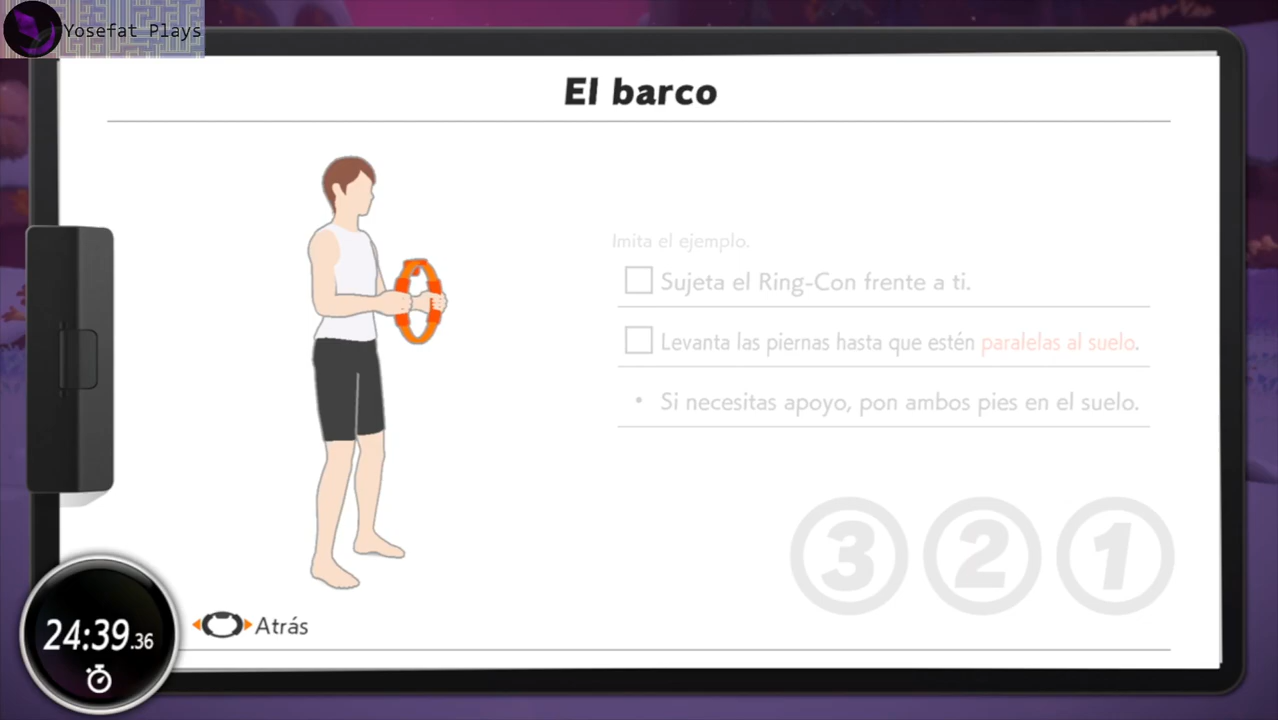 Yosefat Plays
El barco
Imita el ejemplo.
Sujeta el Ring-Con frente a ti.
Levanta las piernas hasta que estén paralelas al suelo.
• Si necesitas apoyo, pon ambos pies en el suelo.
3 2 1
Atrás
24:39.36